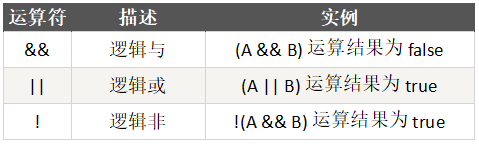 运算符 描述 实例
&& 逻辑与 (A && B) 运算结果为 false
|| 逻辑或 (A || B) 运算结果为 true
! 逻辑非 !(A && B) 运算结果为 true